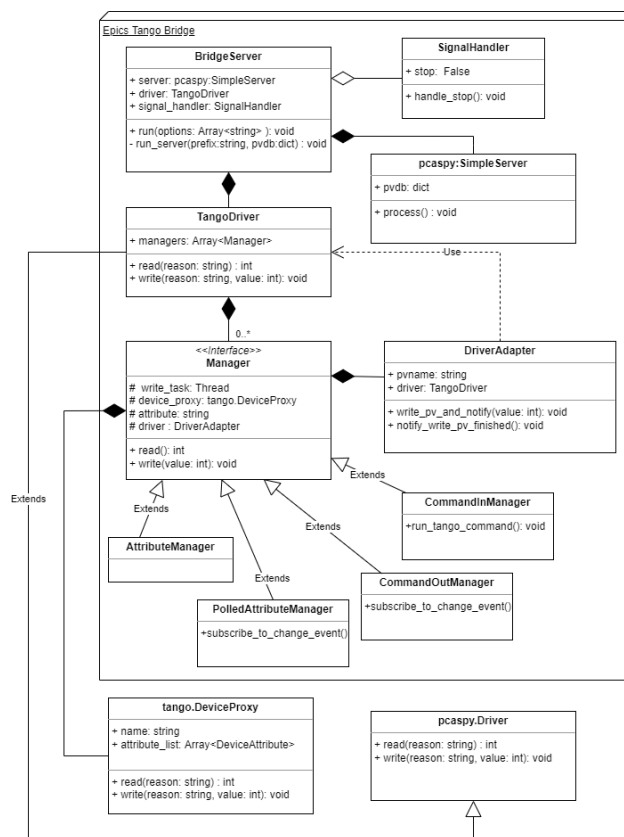 Epics Tango Bridge
BridgeServer
+ server: pcaspy:SimpleServer
+ driver: TangoDriver
+ signal_handler: SignalHandler
+ run(options: Array<string> ): void
- run_server(prefix:string, pvdb:dict) : void
SignalHandler
+ stop:  False
+ handle_stop(): void
pcaspy:SimpleServer
+ pvdb: dict
+ process() : void
TangoDriver
+ managers: Array<Manager>
+ read(reason: string) : int
+ write(reason: string, value: int): void
Use
0..*
<<Interface>>
Manager
#  write_task: Thread
# device_proxy: tango.DeviceProxy
# attribute: string
# driver : DriverAdapter
+ read(): int
+ write(value: int): void
DriverAdapter
+ pvname: string
+ driver: TangoDriver
+ write_pv_and_notify(value: int): void
+ notify_write_pv_finished(): void
Extends
Extends
Extends
Extends
Extends
CommandInManager
+run_tango_command(): void
AttributeManager
CommandOutManager
+subscribe_to_change_event()
PolledAttributeManager
+subscribe_to_change_event()
tango.DeviceProxy
+ name: string
+ attribute_list: Array<DeviceAttribute>
+ read(reason: string) : int
+ write(reason: string, value: int): void
pcaspy.Driver
+ read(reason: string) : int
+ write(reason: string, value: int): void